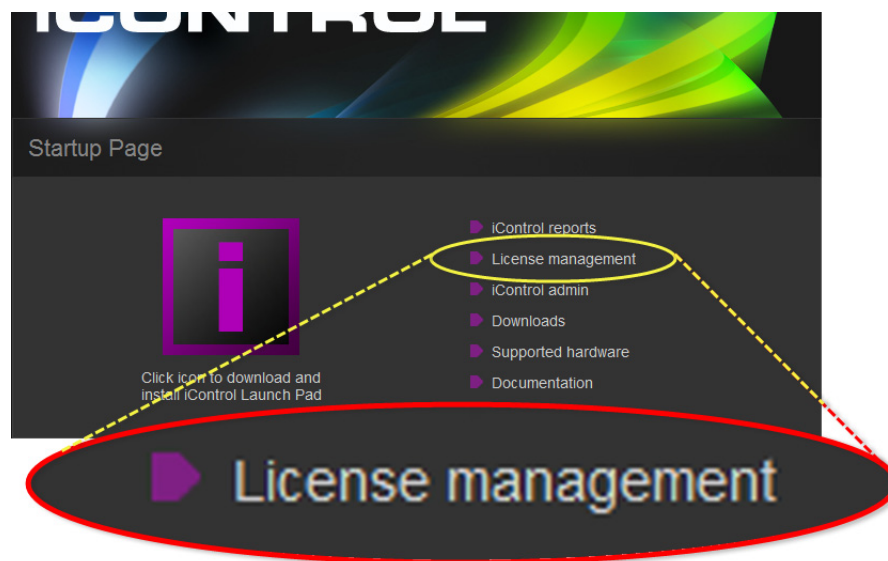 iCONTROL
Startup Page
iControl reports
License management
iControl admin
Downloads
Supported hardware
Documentation
Click icon to download and
install iControl Launch Pad
License management